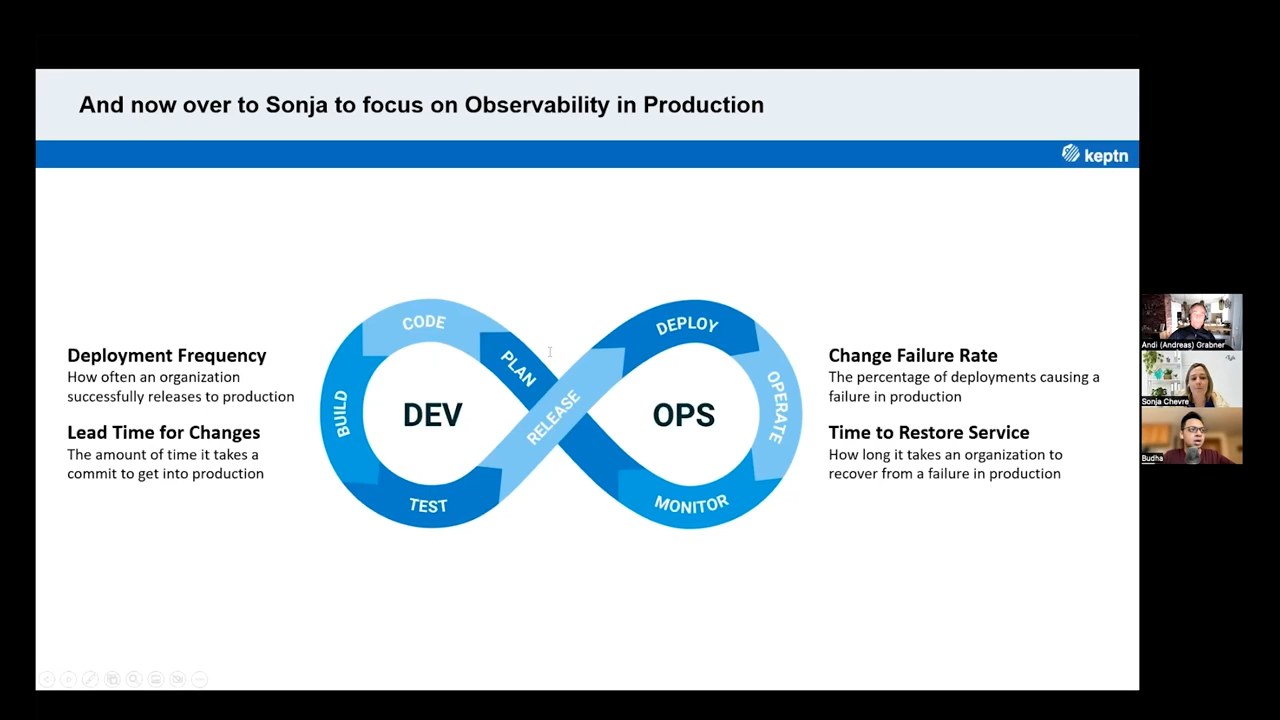 And now over to Sonja to focus on Observability in Production
keptn
Deployment Frequency
How often an organization
successfully releases to production
Lead Time for Changes
The amount of time it takes a
commit to get into production
CODE
PLAN
BUILD
DEV
RELEASE
TEST
DEPLOY
OPERATE
OPS
MONITOR
Change Failure Rate
The percentage of deployments causing a
failure in production
Time to Restore Service
How long it takes an organization to
recover from a failure in production
Andi (Andreas) Grabner
Sonja Chevre
Budha